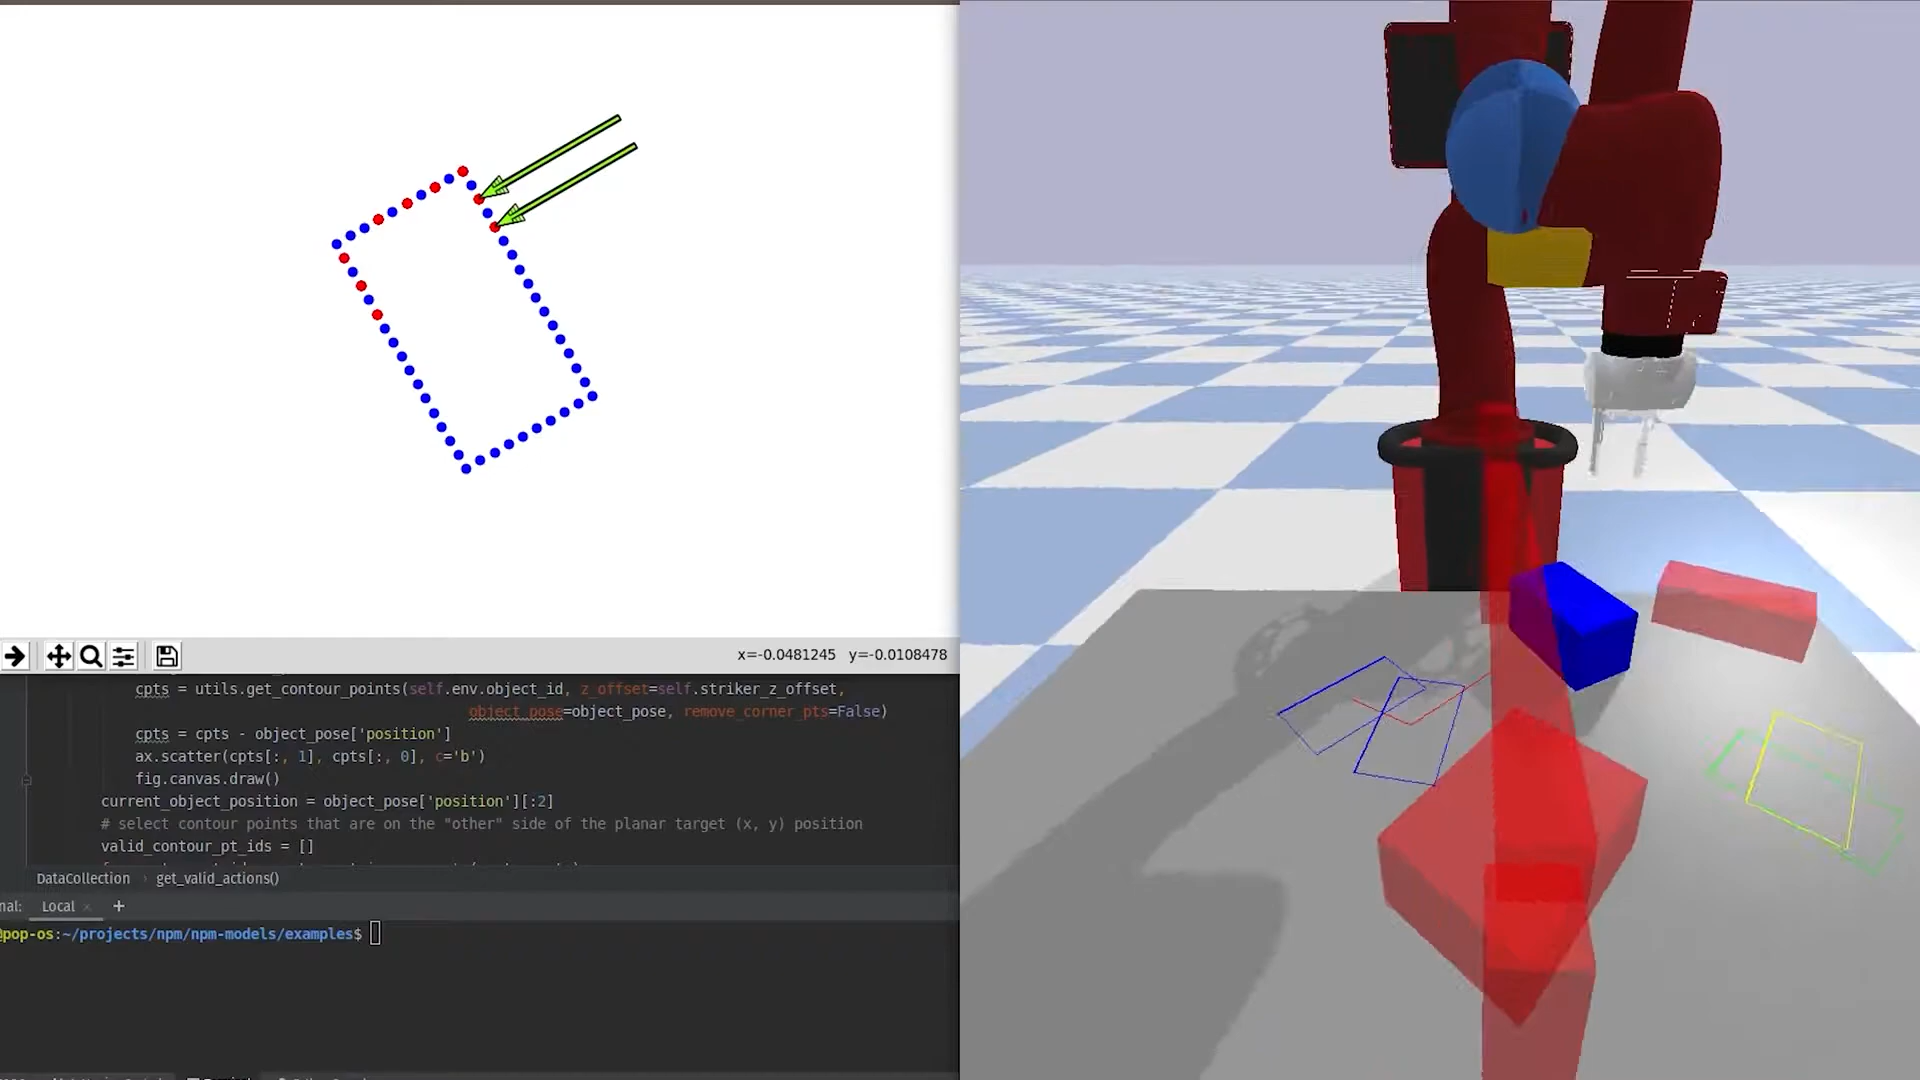 x=-0.0481245 y=-0.0108478
cpts = utils.get_contour_points(self.env.object_id, z_offset=self.striker_z_offset,
object_pose=object_pose, remove_corner_pts=False)
cpts = cpts - object_pose['position']
ax.scatter(cpts[:, 1], cpts[:, 0], c='b')
fig.canvas.draw()
current_object_position = object_pose['position'][:2]
# select contour points that are on the "other" side of the planar target (x, y) position
valid_contour_pt_ids = []
DataCollection › get_valid_actions()
nal: Local × +
@pop-os:~/projects/npm/npm-models/examples$